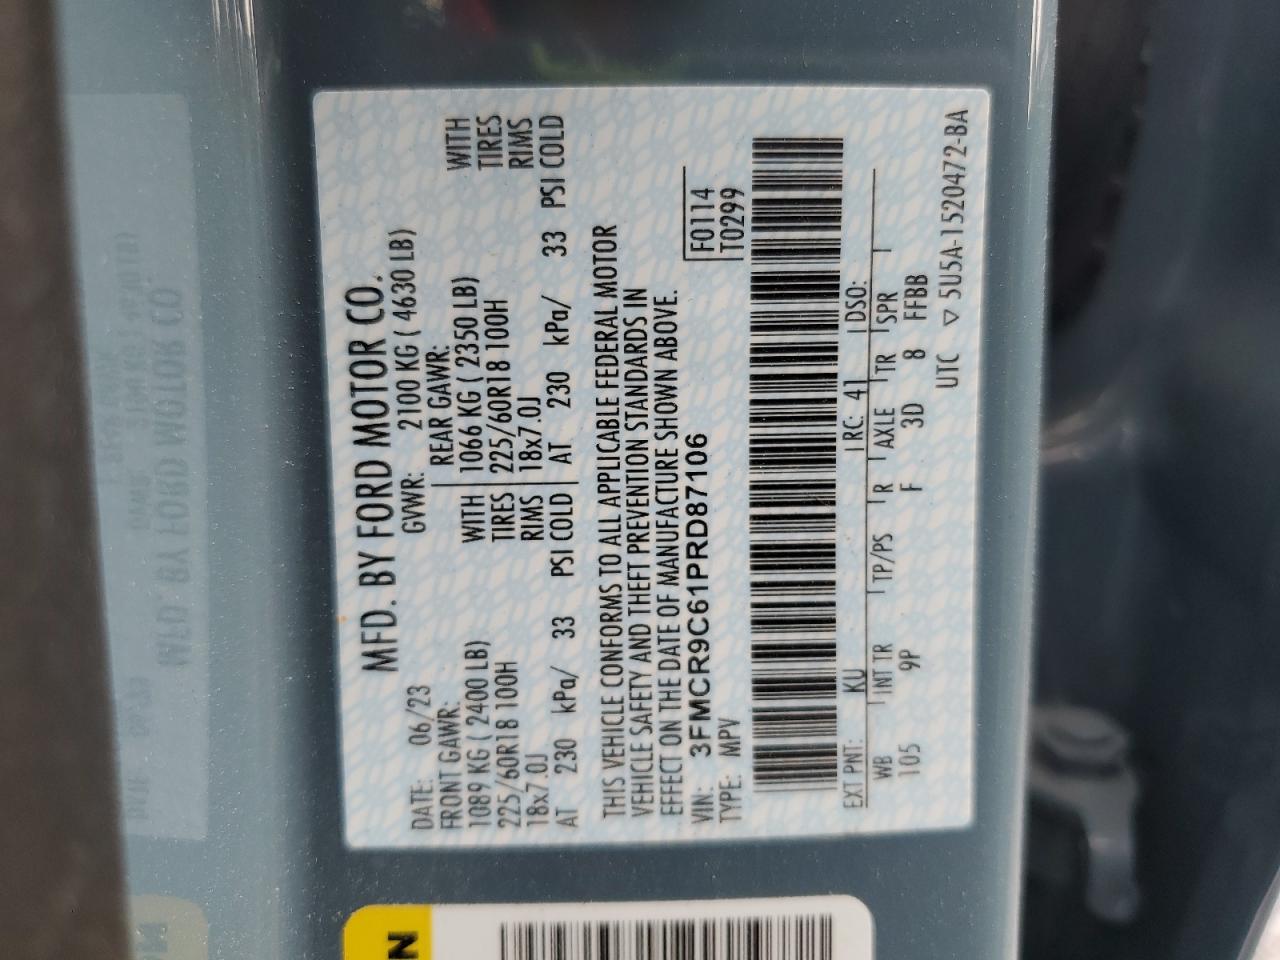 MFD. BY FORD MOTOR CO.
DATE: 06/23 GVWR: 2100 KG ( 4630 LB)
FRONT GAWR: REAR GAWR:
1089 KG ( 2400 LB) WITH 1066 KG ( 2350 LB) WITH
225/60R18 100H TIRES 225/60R18 100H TIRES
18x7.0J RIMS 18x7.0J RIMS
AT 230 kPa/ 33 PSI COLD AT 230 kPa/ 33 PSI COLD
THIS VEHICLE CONFORMS TO ALL APPLICABLE FEDERAL MOTOR
VEHICLE SAFETY AND THEFT PREVENTION STANDARDS IN
EFFECT ON THE DATE OF MANUFACTURE SHOWN ABOVE.
VIN: 3FMCR9C61PRD87106 F0114
TYPE: MPV T0299
EXT PNT: KU RC: 41 DSO:
WB INT TR TP/PS R AXLE TR SPR
105 9P F 3D 8 FFBB
UTC ▽ 5U5A-1520472-BA